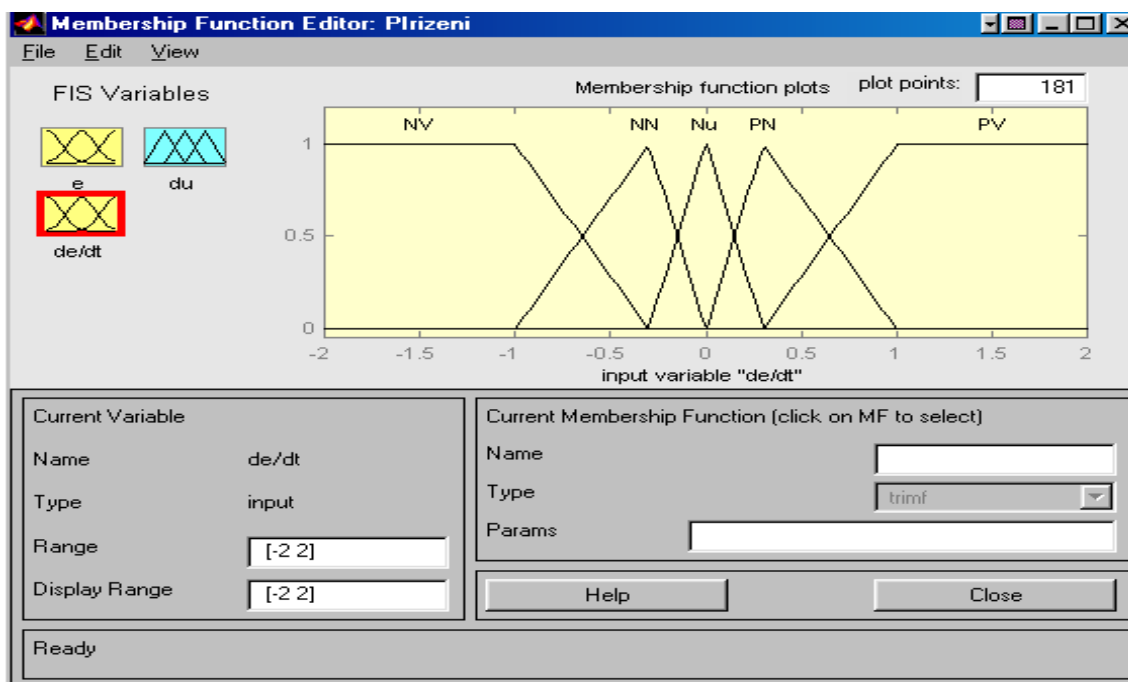 Membership Function Editor: PIrizeni
File Edit View
FIS Variables
Membership function plots plot points: 181
e du
de/dt
NV NN Nu PN PV
1
0.5
0
-2 -1.5 -1 -0.5 0 0.5 1 1.5 2
input variable "de/dt"
Current Variable
Name de/dt
Type input
Range [-2 2]
Display Range [-2 2]
Current Membership Function (click on MF to select)
Name
Type trimf
Params
Help Close
Ready